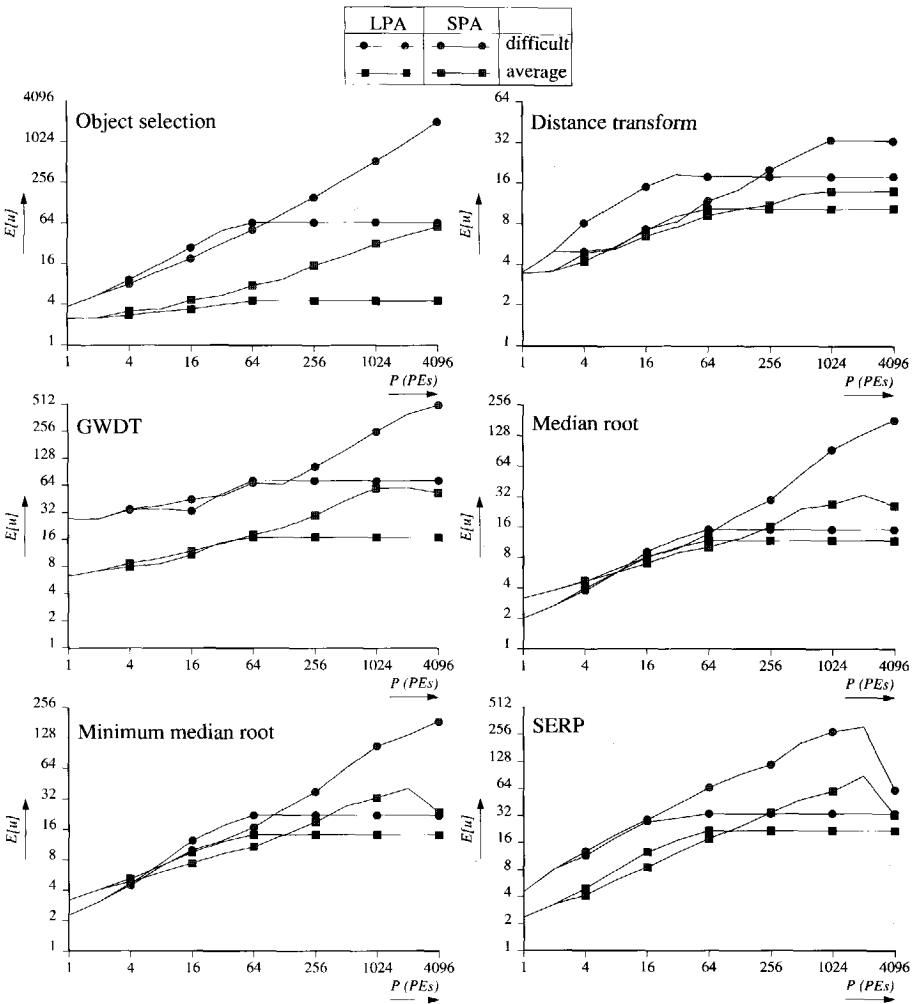 LPA SPA
difficult
average
Object selection
4096
1024
256
64
16
4
1
E[u]
1 4 16 64 256 1024 4096
P (PEs)
Distance transform
64
32
16
8
4
2
1
E[u]
1 4 16 64 256 1024 4096
P (PEs)
GWDT
512
256
128
64
32
16
8
4
2
1
E[u]
1 4 16 64 256 1024 4096
P (PEs)
Median root
256
128
64
32
16
8
4
2
1
E[u]
1 4 16 64 256 1024 4096
P (PEs)
Minimum median root
256
128
64
32
16
8
4
2
1
E[u]
1 4 16 64 256 1024 4096
P (PEs)
SERP
512
256
128
64
32
16
8
4
2
1
E[u]
1 4 16 64 256 1024 4096
P (PEs)